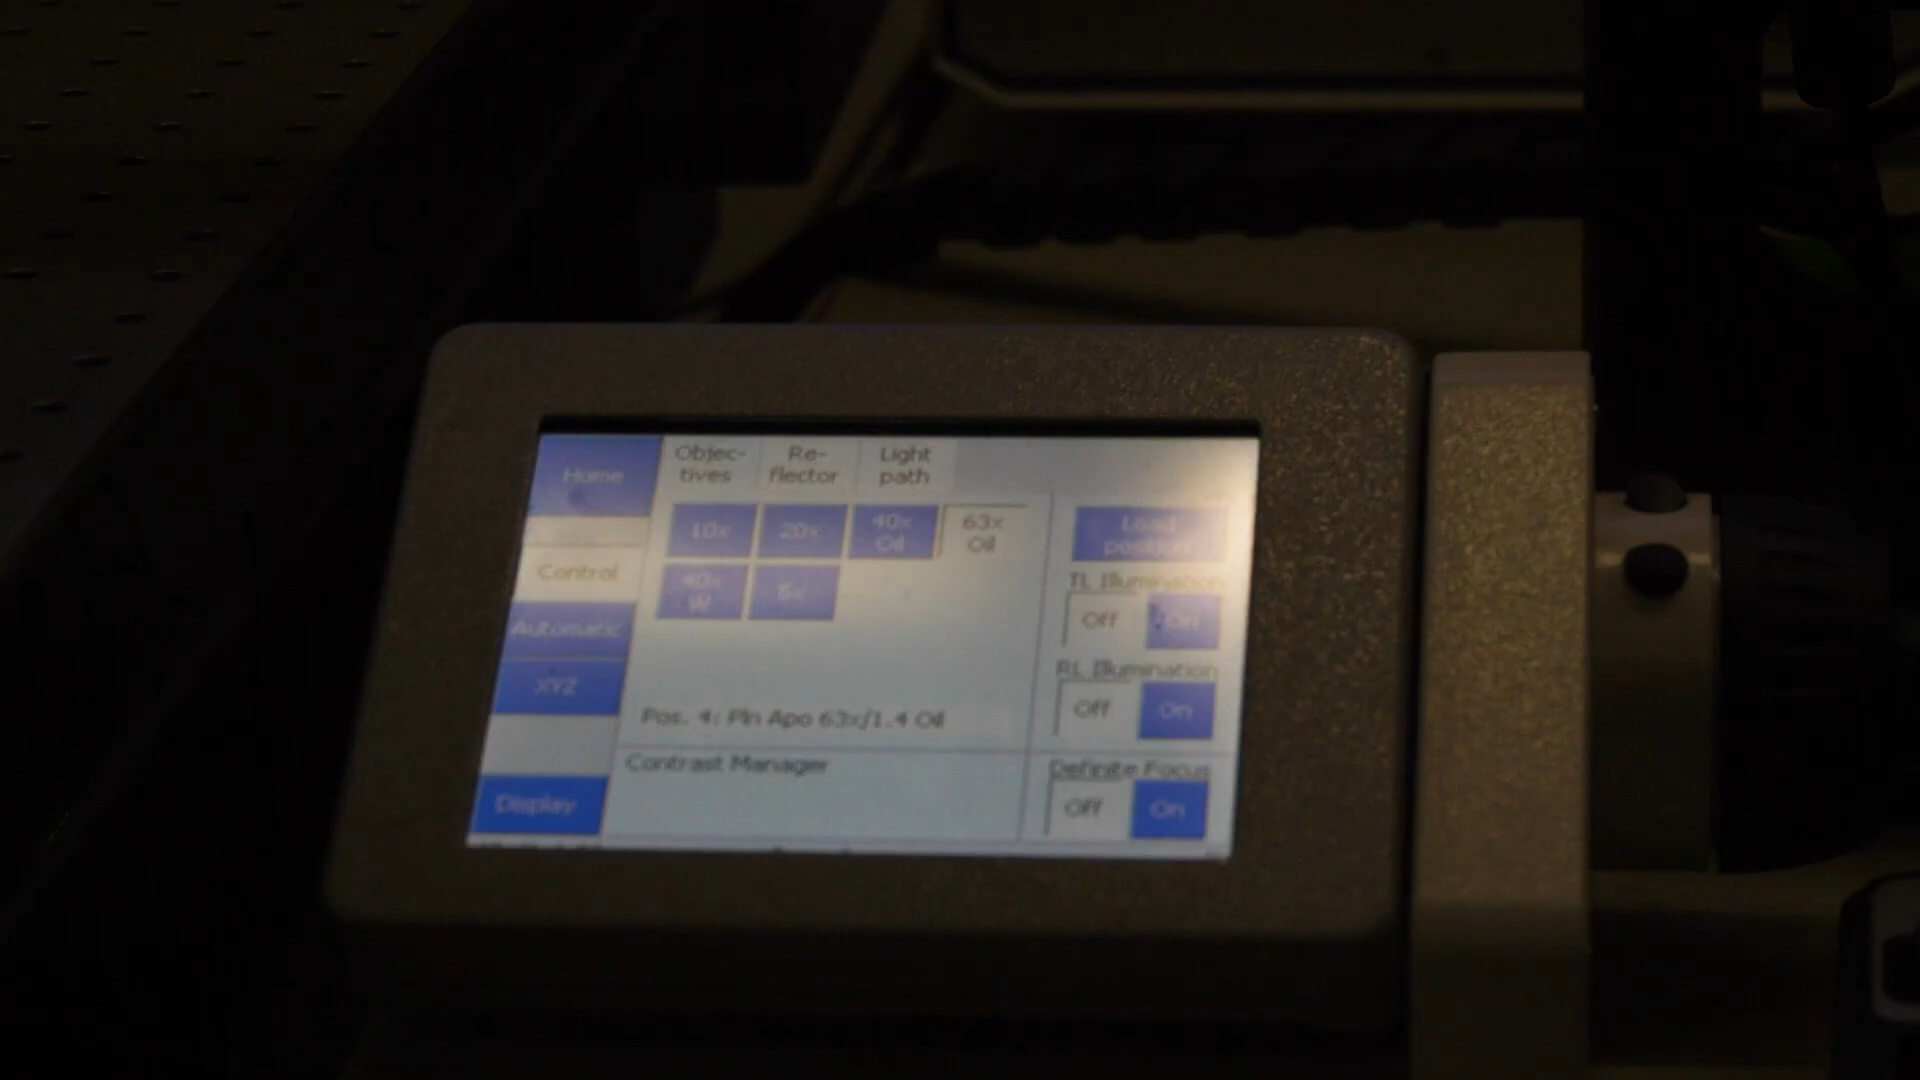 Home
Objec-
tives
Re-
flector
Light
path
10x
20x
40x
Oil
63x
Oil
Load
position
Control
40x
W
5x
TL Illumination
Off
On
Automatic
RL Illumination
XYZ
Off
On
Pos. 4: Pln Apo 63x/1.4 Oil
Contrast Manager
Definite Focus
Display
Off
On